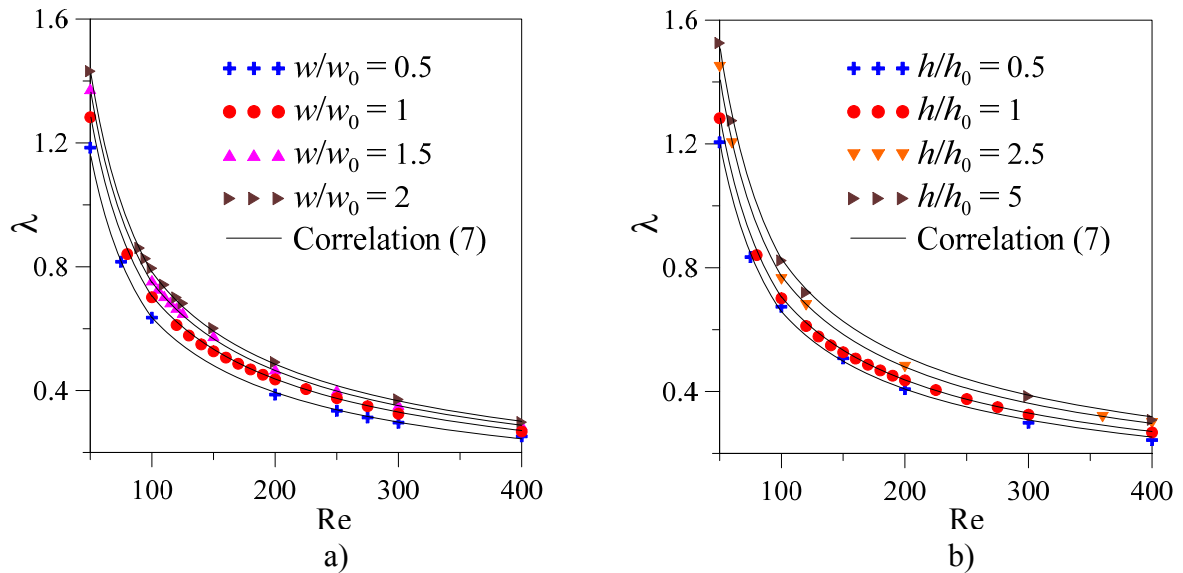 1.6
1.2
0.8
0.4
λ
w/w0 = 0.5
w/w0 = 1
w/w0 = 1.5
w/w0 = 2
Correlation (7)
100
200
300
400
Re
a)
1.6
1.2
0.8
0.4
λ
h/h0 = 0.5
h/h0 = 1
h/h0 = 2.5
h/h0 = 5
Correlation (7)
100
200
300
400
Re
b)